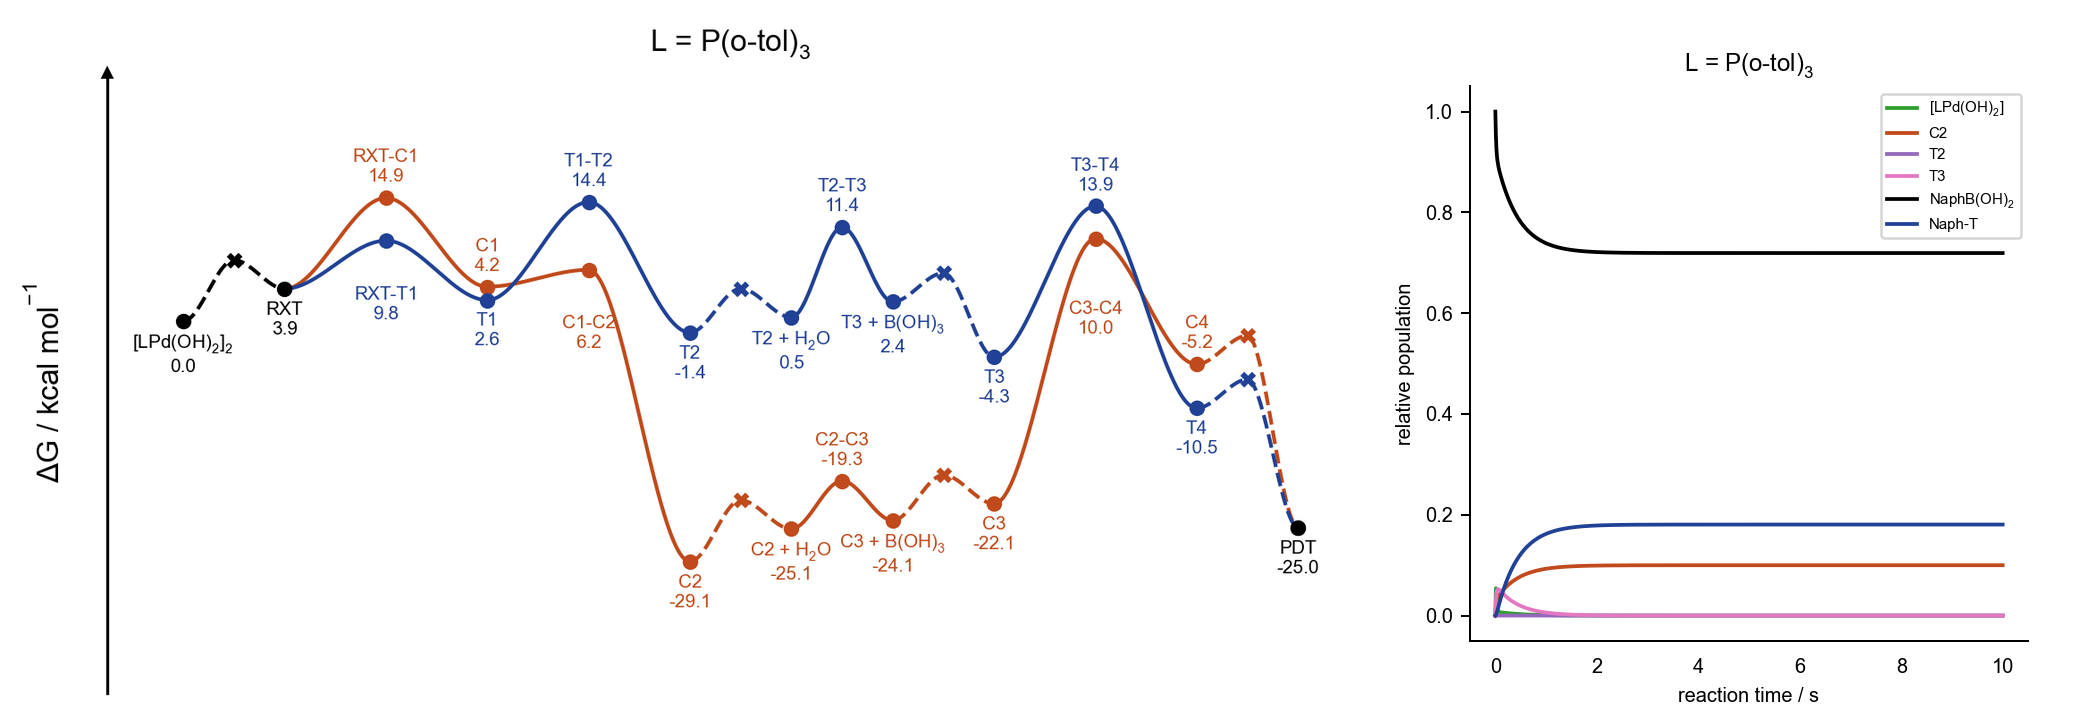 L = P(o-tol)₃
ΔG / kcal mol⁻¹
[LPd(OH)₂]₂
0.0
RXT
3.9
RXT-C1
14.9
RXT-T1
9.8
C1
4.2
T1
2.6
T1-T2
14.4
C1-C2
6.2
T2
-1.4
C2
-29.1
T2 + H₂O
0.5
C2 + H₂O
-25.1
T2-T3
11.4
C2-C3
-19.3
T3 + B(OH)₃
2.4
C3 + B(OH)₃
-24.1
T3
-4.3
C3
-22.1
T3-T4
13.9
C3-C4
10.0
C4
-5.2
T4
-10.5
PDT
-25.0
L = P(o-tol)₃
relative population
1.0
0.8
0.6
0.4
0.2
0.0
[LPd(OH)₂]
C2
T2
T3
NaphB(OH)₂
Naph-T
0
2
4
6
8
10
reaction time / s